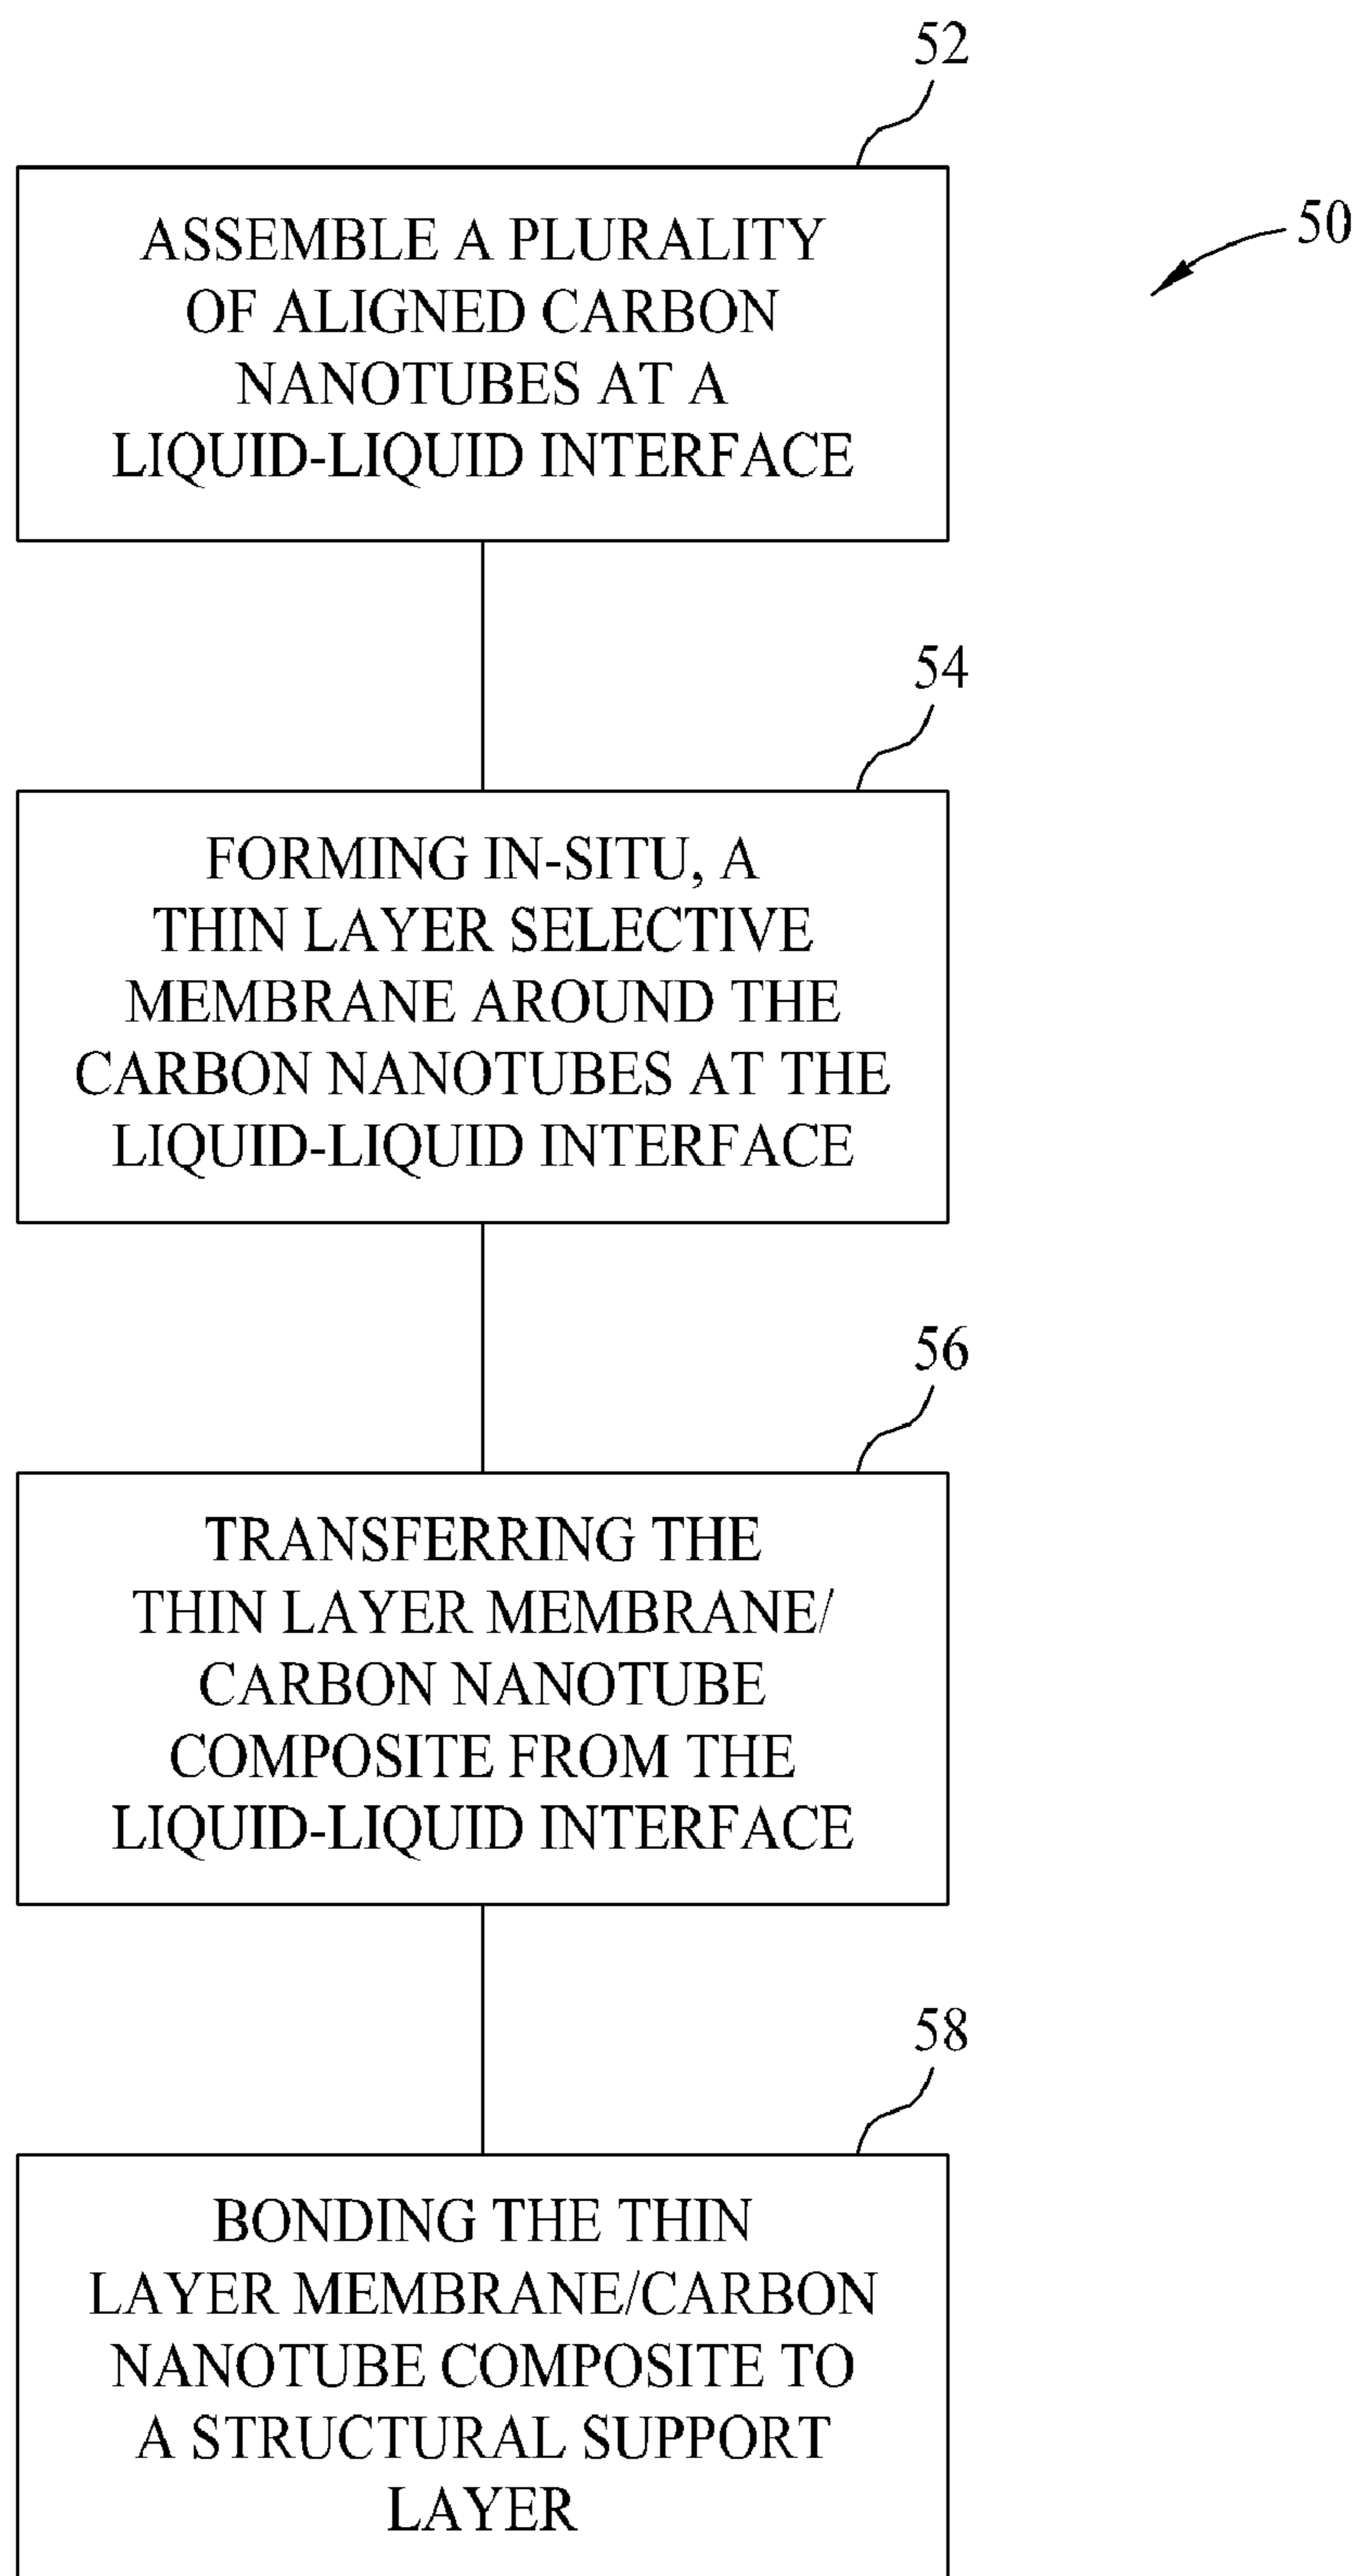 52
50
ASSEMBLE A PLURALITY
OF ALIGNED CARBON
NANOTUBES AT A
LIQUID-LIQUID INTERFACE
54
FORMING IN-SITU, A
THIN LAYER SELECTIVE
MEMBRANE AROUND THE
CARBON NANOTUBES AT THE
LIQUID-LIQUID INTERFACE
56
TRANSFERRING THE
THIN LAYER MEMBRANE/
CARBON NANOTUBE
COMPOSITE FROM THE
LIQUID-LIQUID INTERFACE
58
BONDING THE THIN
LAYER MEMBRANE/CARBON
NANOTUBE COMPOSITE TO
A STRUCTURAL SUPPORT
LAYER